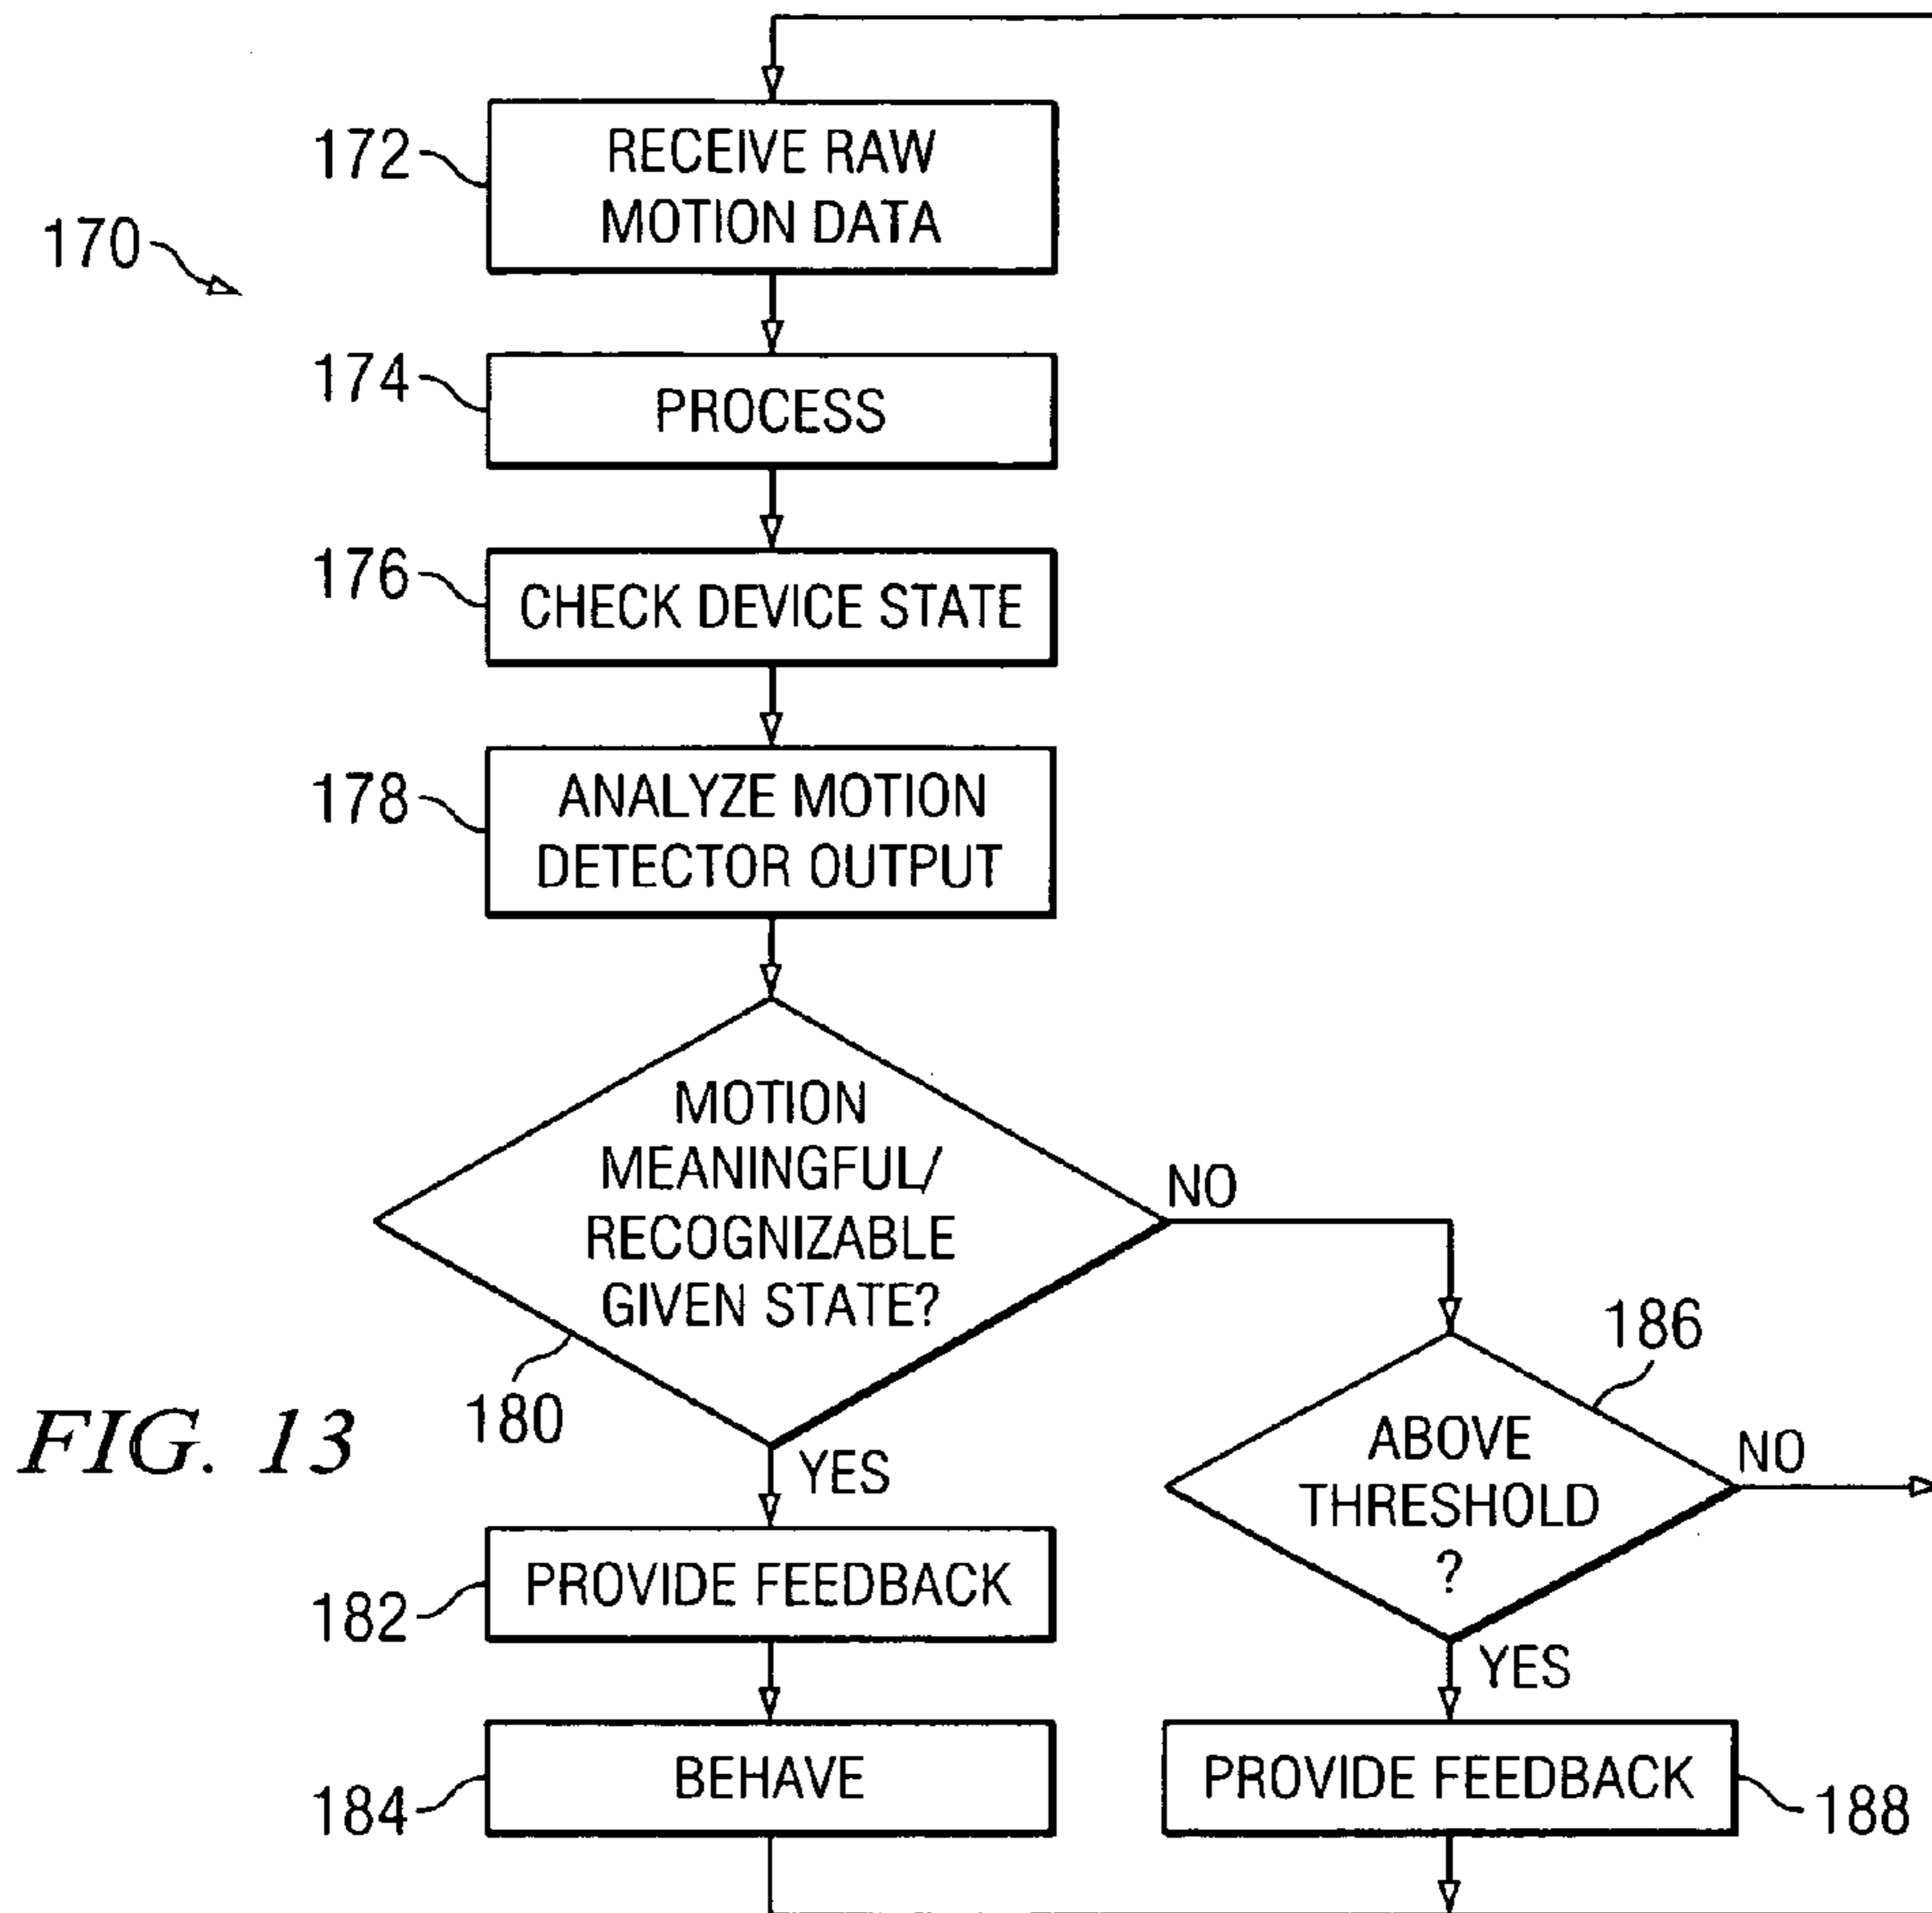 172
RECEIVE RAW
MOTION DATA
170
174
PROCESS
176
CHECK DEVICE STATE
178
ANALYZE MOTION
DETECTOR OUTPUT
MOTION
MEANINGFUL/
RECOGNIZABLE
GIVEN STATE?
NO
180
YES
186
ABOVE
THRESHOLD
?
NO
YES
FIG. 13
182
PROVIDE FEEDBACK
184
BEHAVE
PROVIDE FEEDBACK
188